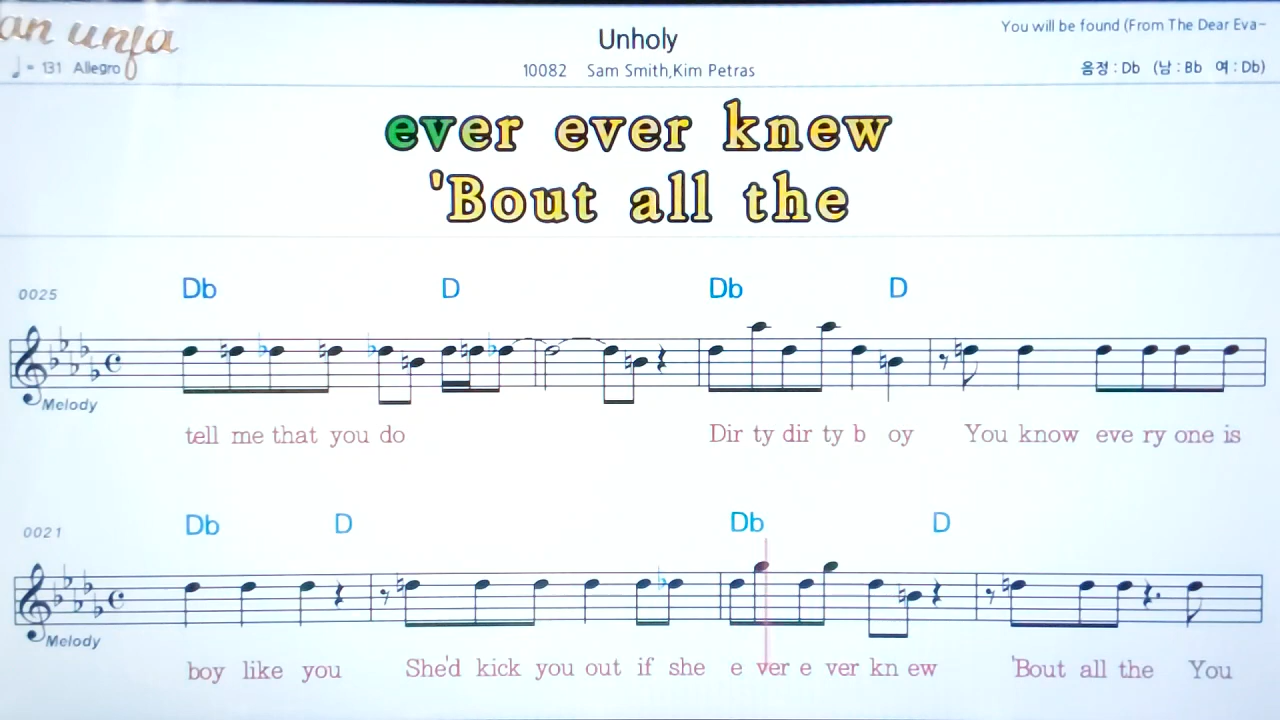 an unfa
You will be found (From The Dear Eva~
Unholy
♩ = 131 Allegro
10082 Sam Smith,Kim Petras
음정 : Db (남 : Bb 여 : Db)
ever ever knew
'Bout all the
Db D Db D
0025
Melody
tell me that you do Dir ty dir ty b oy You know eve ry one is
Db D Db D
0021
Melody
boy like you She'd kick you out if she e ver e ver kn ew 'Bout all the You